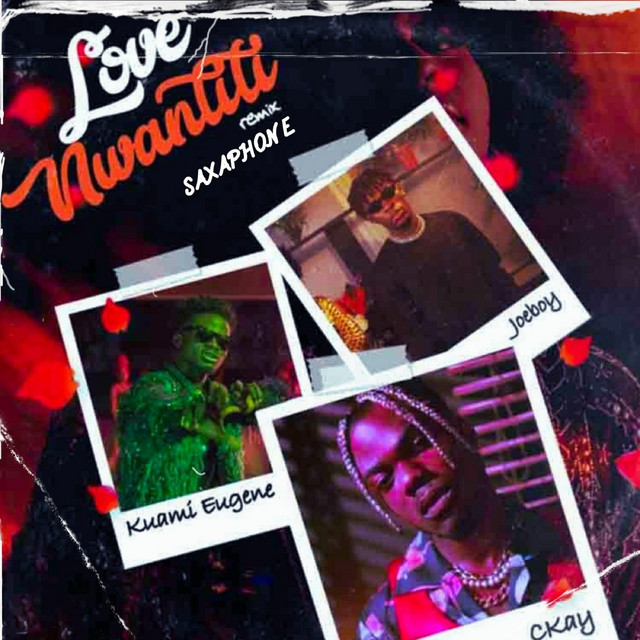 Love
Nwantiti
remix
SAXAPHONE
Joeboy
Kuami Eugene
CKay